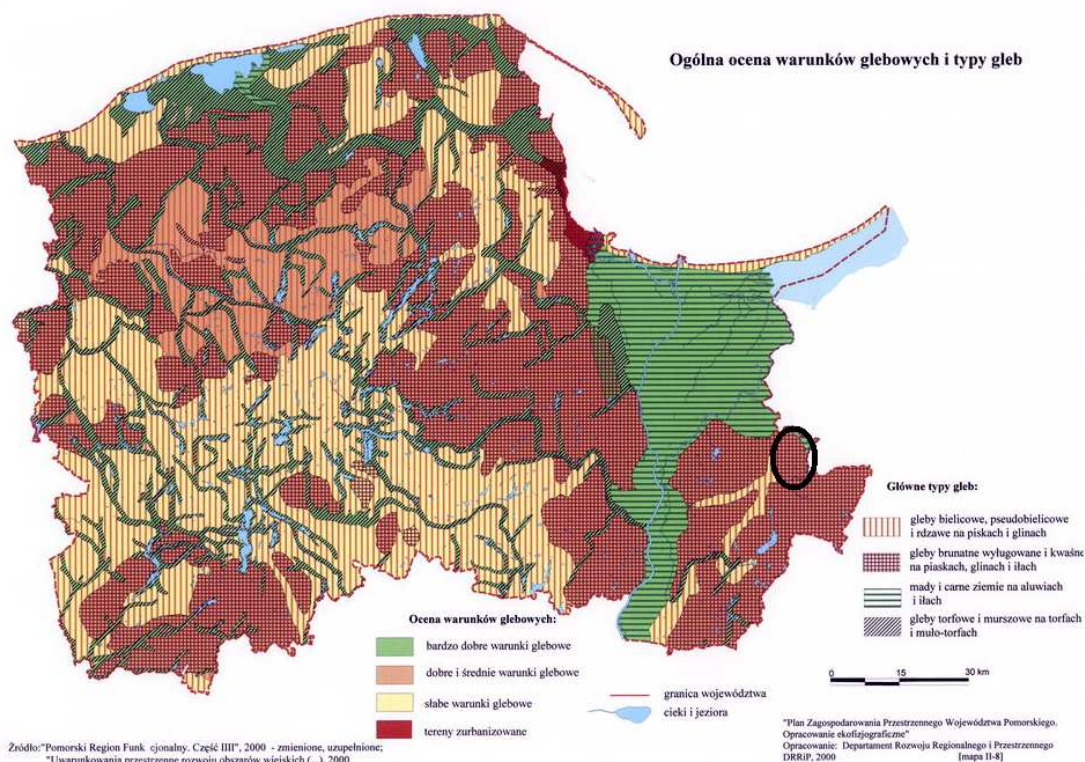 Ogólna ocena warunków glebowych i typy gleb
Główne typy gleb:
gleby bielicowe, pseudobielicowe
i rdzawe na piskach i glinach
gleby brunatne wyługowane i kwaśne
na piaskach, glinach i iłach
mady i carne ziemie na aluwiach
i iłach
gleby torfowe i murszowe na torfach
i muło-torfach
Ocena warunków glebowych:
bardzo dobre warunki glebowe
dobre i średnie warunki glebowe
słabe warunki glebowe
tereny zurbanizowane
granica województwa
cieki i jeziora
0 15 30 km
Źródło:"Pomorski Region Funk cjonalny. Część IIII", 2000 - zmienione, uzupełnione;
"Uwarunkowania przestrzenne rozwoju obszarów wiejskich (...), 2000
"Plan Zagospodarowania Przestrzennego Województwa Pomorskiego.
Opracowanie ekofizjograficzne"
Opracowanie: Departament Rozwoju Regionalnego i Przestrzennego
DRRiP, 2000 [mapa II-8]